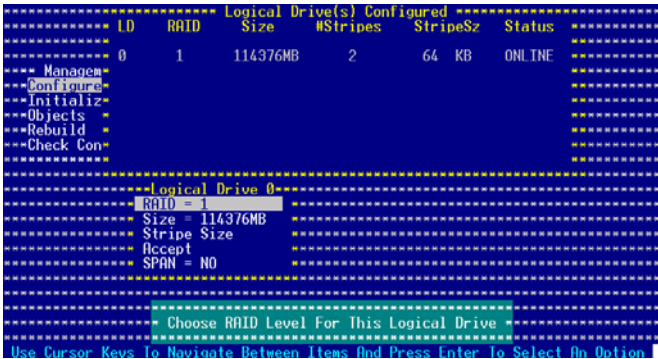 Logical Drive(s) Configured
LD RAID Size #Stripes StripeSz Status
0 1 114376MB 2 64 KB ONLINE
Managem
Configure
Initializ
Objects
Rebuild
Check Con
Logical Drive 0
RAID = 1
Size = 114376MB
Stripe Size
Accept
SPAN = NO
Choose RAID Level For This Logical Drive
Use Cursor Keys To Navigate Between Items And Press Enter To Select An Option